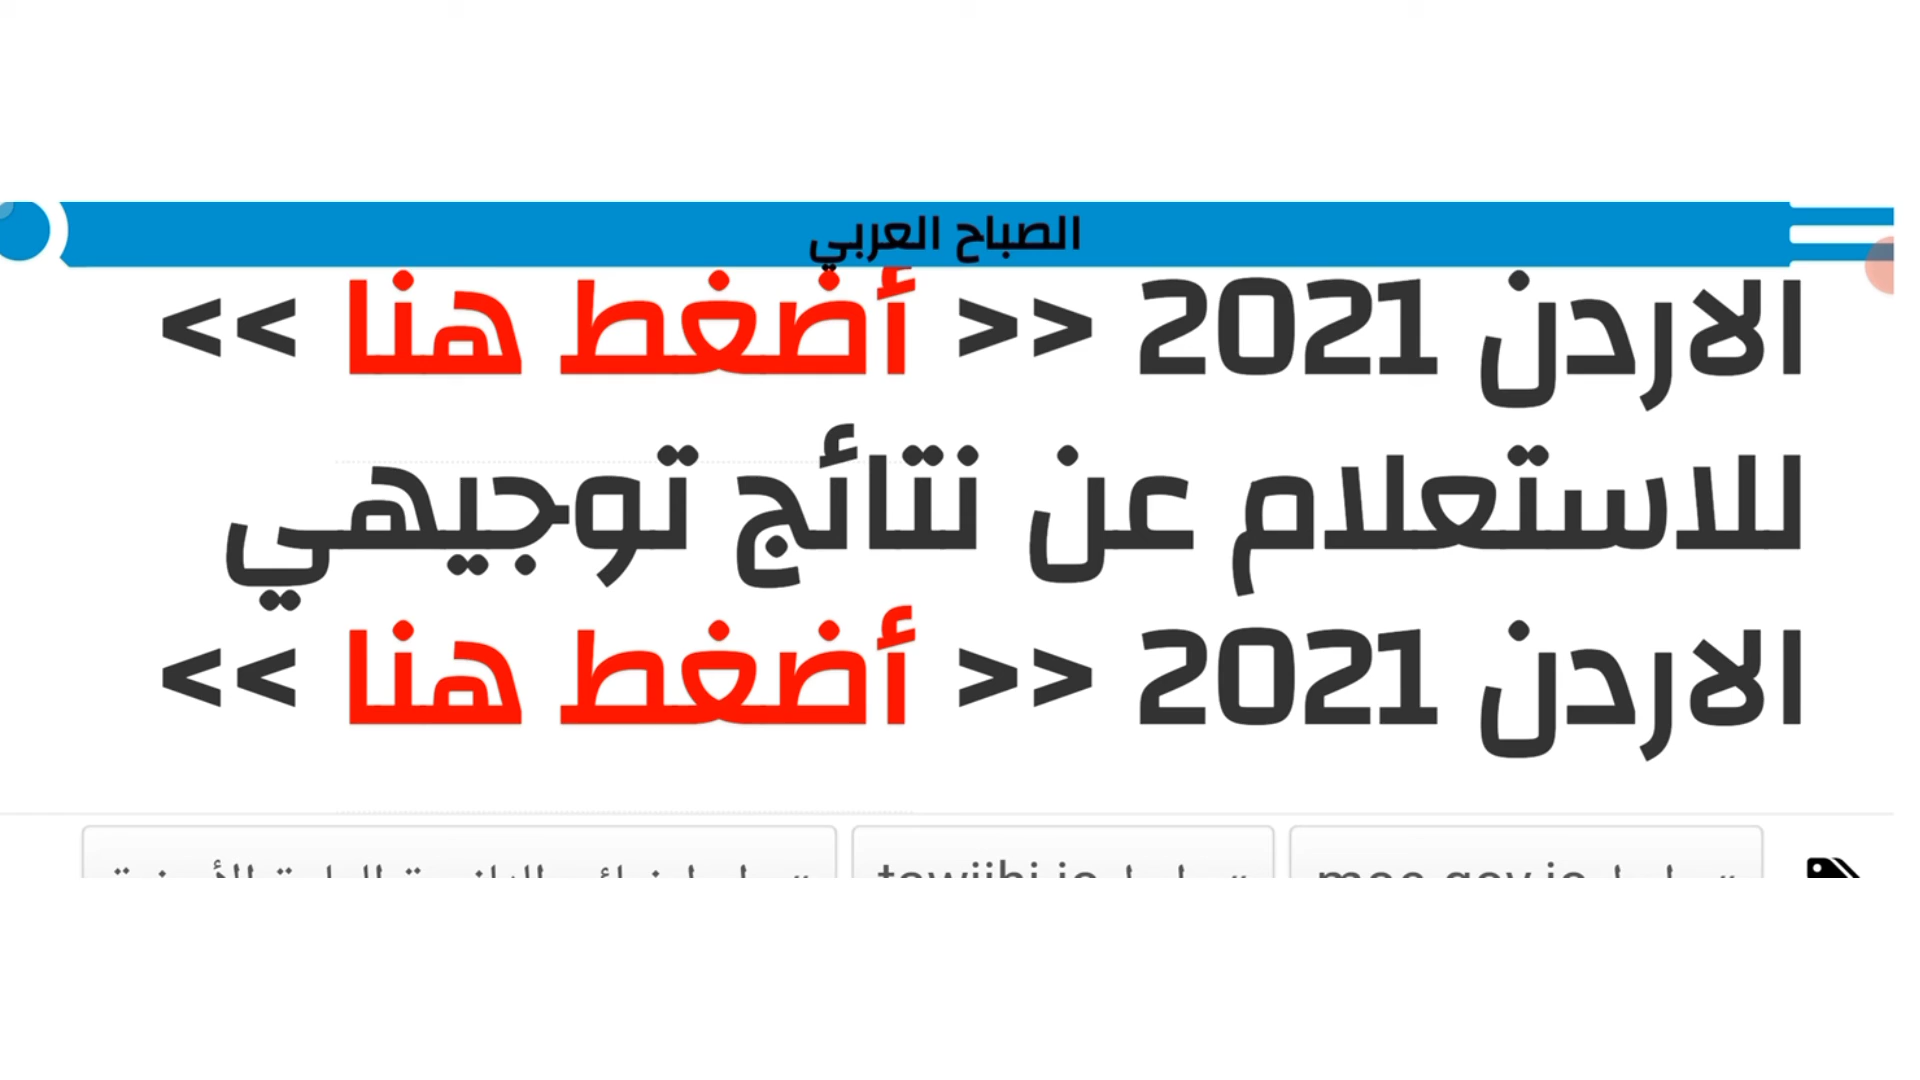 الصباح العربي
الاردن 2021 << أضغط هنا >>
للاستعلام عن نتائج توجيهي
الاردن 2021 << أضغط هنا >>